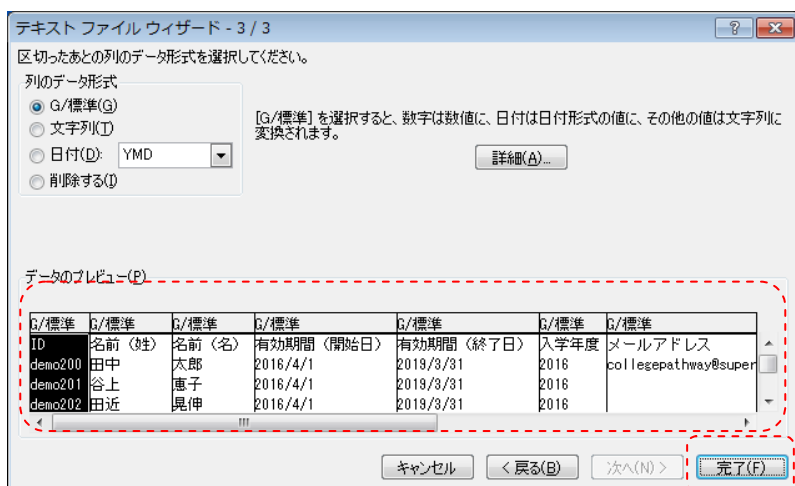 テキスト ファイル ウィザード - 3 / 3
区切ったあとの列のデータ形式を選択してください。
列のデータ形式
G/標準(G)
文字列(T)
日付(D): YMD
削除する(I)
[G/標準] を選択すると、数字は数値に、日付は日付形式の値に、その他の値は文字列に
変換されます。
詳細(A)...
データのプレビュー(P)
G/標準 G/標準 G/標準 G/標準 G/標準 G/標準 G/標準
ID 名前（姓） 名前（名） 有効期間（開始日） 有効期間（終了日） 入学年度 メールアドレス
demo200 田中 太郎 2016/4/1 2019/3/31 2016 collegepathway@super
demo201 谷上 恵子 2016/4/1 2019/3/31 2016
demo202 田近 晃伸 2016/4/1 2019/3/31 2016
キャンセル < 戻る(B) 次へ(N) > 完了(F)